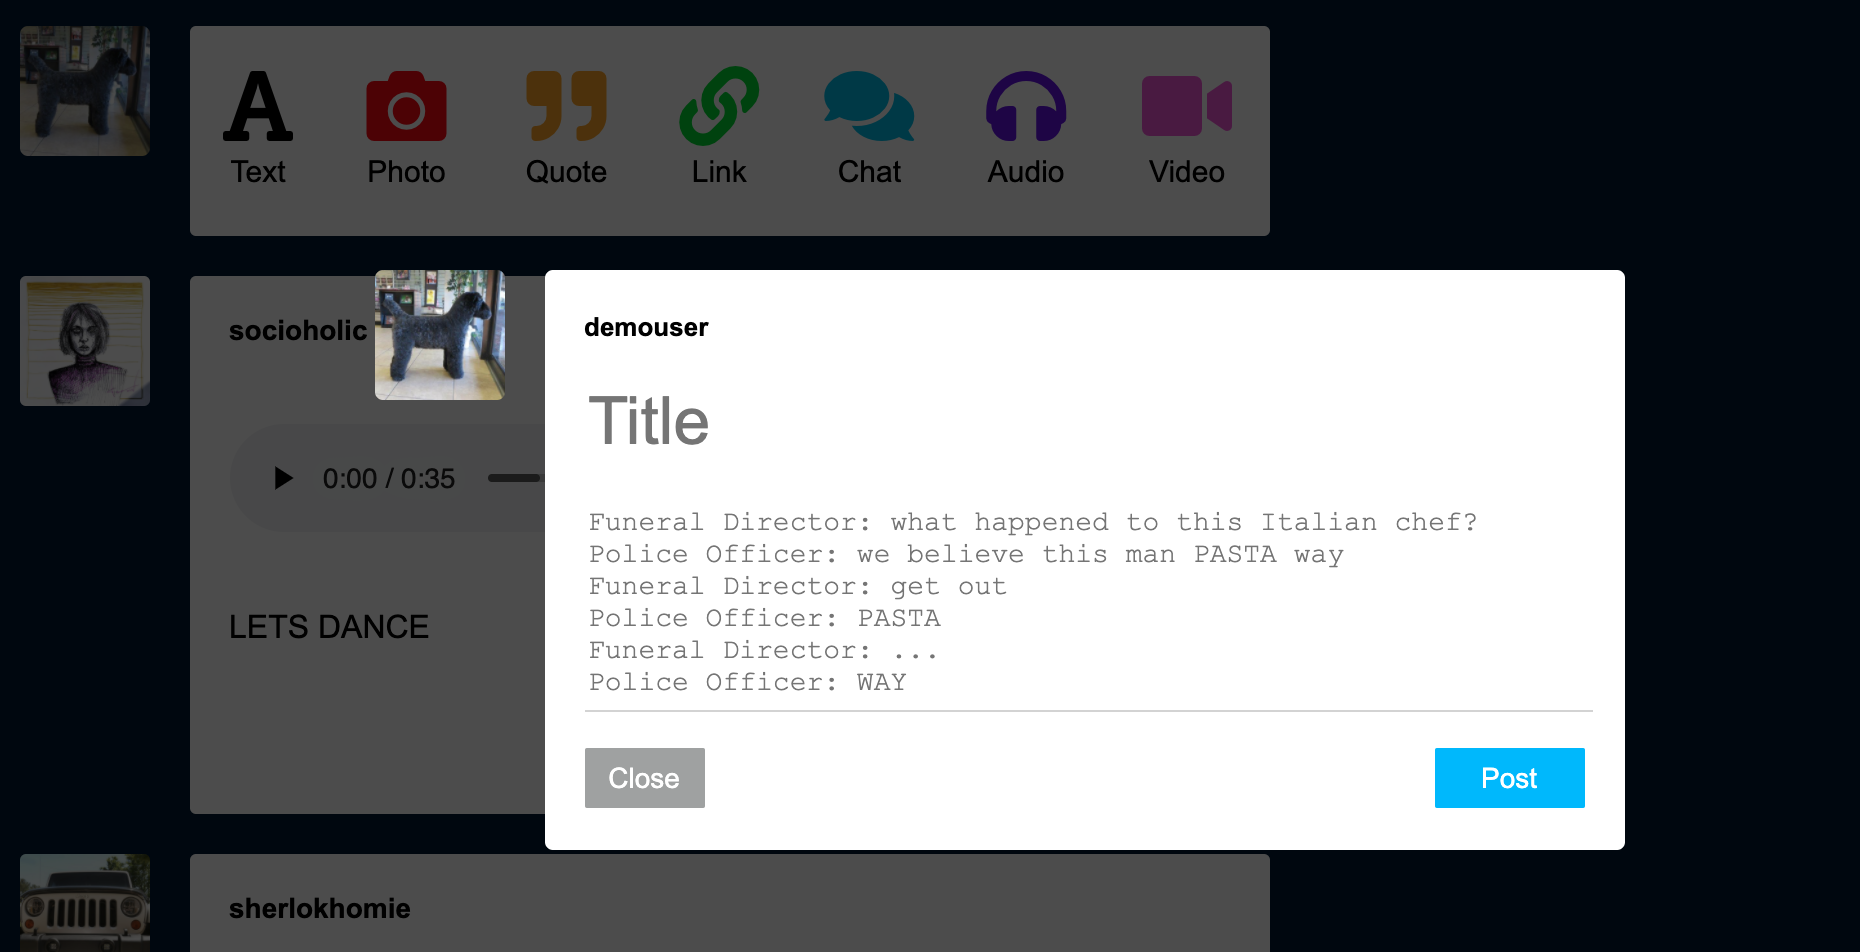 Text
Photo
Quote
Link
Chat
Audio
Video
socioholic
0:00 / 0:35
LETS DANCE
demouser
Title
Funeral Director: what happened to this Italian chef?
Police Officer: we believe this man PASTA way
Funeral Director: get out
Police Officer: PASTA
Funeral Director: ...
Police Officer: WAY
Close
Post
sherlokhomie